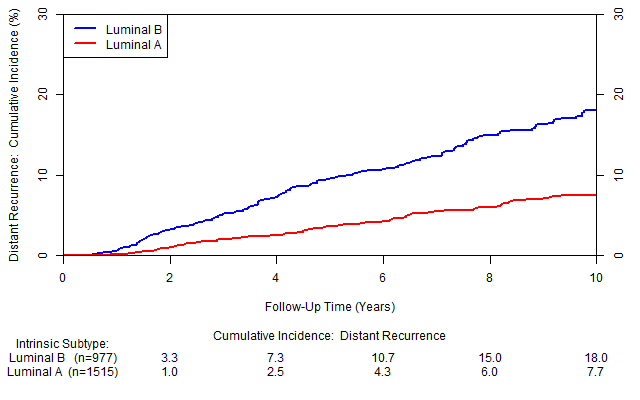 Distant Recurrence: Cumulative Incidence (%)
30
20
10
0
Luminal B
Luminal A
30
20
10
0
0 2 4 6 8 10
Follow-Up Time (Years)
Cumulative Incidence: Distant Recurrence
Intrinsic Subtype:
Luminal B (n=977) 3.3 7.3 10.7 15.0 18.0
Luminal A (n=1515) 1.0 2.5 4.3 6.0 7.7